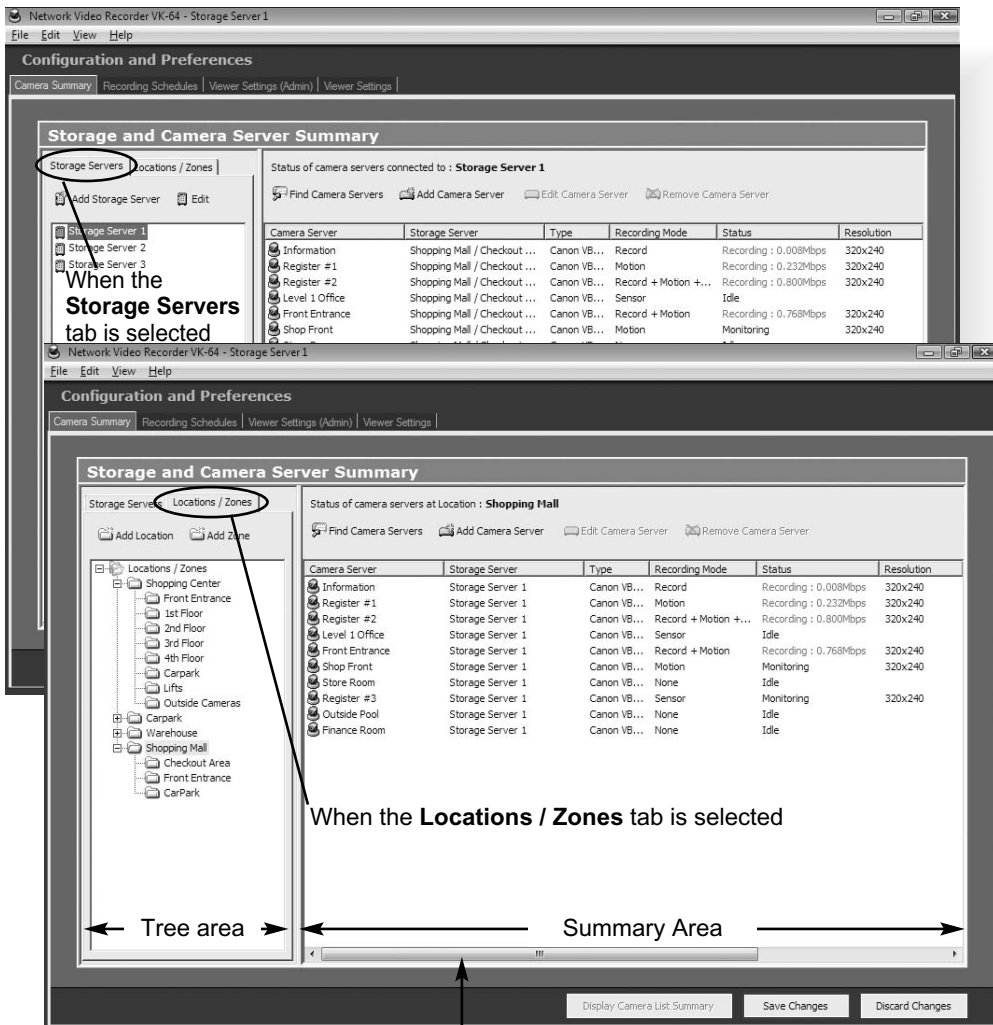 Network Video Recorder VK-64 - Storage Server 1
File Edit View Help
Configuration and Preferences
Camera Summary Recording Schedules Viewer Settings (Admin) Viewer Settings
Storage and Camera Server Summary
Storage Servers Locations / Zones
Status of camera servers connected to : Storage Server 1
Add Storage Server Edit
Find Camera Servers Add Camera Server Edit Camera Server Remove Camera Server
Storage Server 1
Storage Server 2
Storage Server 3
When the
Storage Servers
tab is selected
Camera Server Storage Server Type Recording Mode Status Resolution
Information Shopping Mall / Checkout ... Canon VB... Record Recording : 0.008Mbps 320x240
Register #1 Shopping Mall / Checkout ... Canon VB... Motion Recording : 0.232Mbps 320x240
Register #2 Shopping Mall / Checkout ... Canon VB... Record + Motion +... Recording : 0.800Mbps 320x240
Level 1 Office Shopping Mall / Checkout ... Canon VB... Sensor Idle
Front Entrance Shopping Mall / Checkout ... Canon VB... Record + Motion Recording : 0.768Mbps 320x240
Shop Front Shopping Mall / Checkout ... Canon VB... Motion Monitoring 320x240
Network Video Recorder VK-64 - Storage Server 1
File Edit View Help
Configuration and Preferences
Camera Summary Recording Schedules Viewer Settings (Admin) Viewer Settings
Storage and Camera Server Summary
Storage Servers Locations / Zones
Status of camera servers at Location : Shopping Mall
Add Location Add Zone
Find Camera Servers Add Camera Server Edit Camera Server Remove Camera Server
Locations / Zones
Shopping Center
Front Entrance
1st Floor
2nd Floor
3rd Floor
4th Floor
Carpark
Lifts
Outside Cameras
Carpark
Warehouse
Shopping Mall
Checkout Area
Front Entrance
CarPark
Camera Server Storage Server Type Recording Mode Status Resolution
Information Storage Server 1 Canon VB... Record Recording : 0.008Mbps 320x240
Register #1 Storage Server 1 Canon VB... Motion Recording : 0.232Mbps 320x240
Register #2 Storage Server 1 Canon VB... Record + Motion +... Recording : 0.800Mbps 320x240
Level 1 Office Storage Server 1 Canon VB... Sensor Idle
Front Entrance Storage Server 1 Canon VB... Record + Motion Recording : 0.768Mbps 320x240
Shop Front Storage Server 1 Canon VB... Motion Monitoring 320x240
Store Room Storage Server 1 Canon VB... None Idle
Register #3 Storage Server 1 Canon VB... Sensor Monitoring 320x240
Outside Pool Storage Server 1 Canon VB... None Idle
Finance Room Storage Server 1 Canon VB... None Idle
When the Locations / Zones tab is selected
Tree area
Summary Area
Display Camera List Summary Save Changes Discard Changes